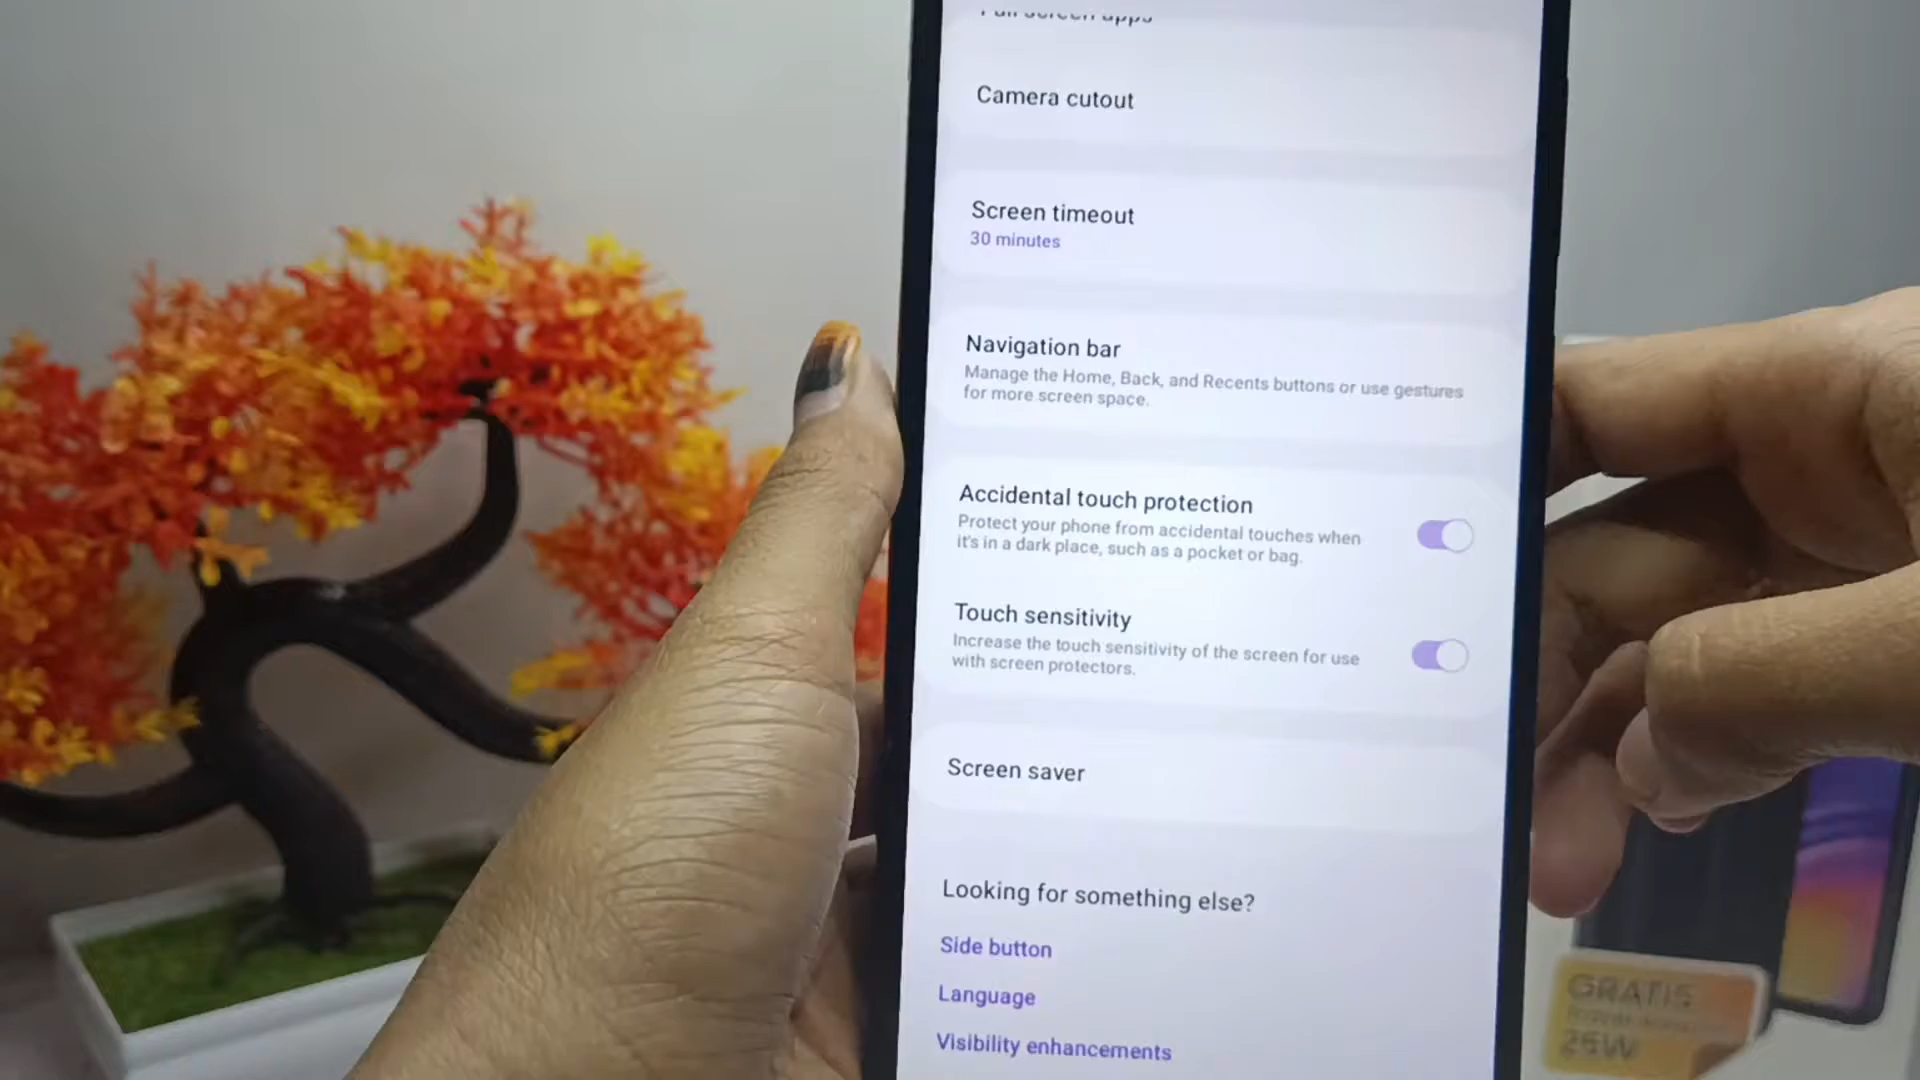 Full screen apps
Camera cutout
Screen timeout
30 minutes
Navigation bar
Manage the Home, Back, and Recents buttons or use gestures
for more screen space.
Accidental touch protection
Protect your phone from accidental touches when
it's in a dark place, such as a pocket or bag.
Touch sensitivity
Increase the touch sensitivity of the screen for use
with screen protectors.
Screen saver
Looking for something else?
Side button
Language
Visibility enhancements
GRATIS
25W